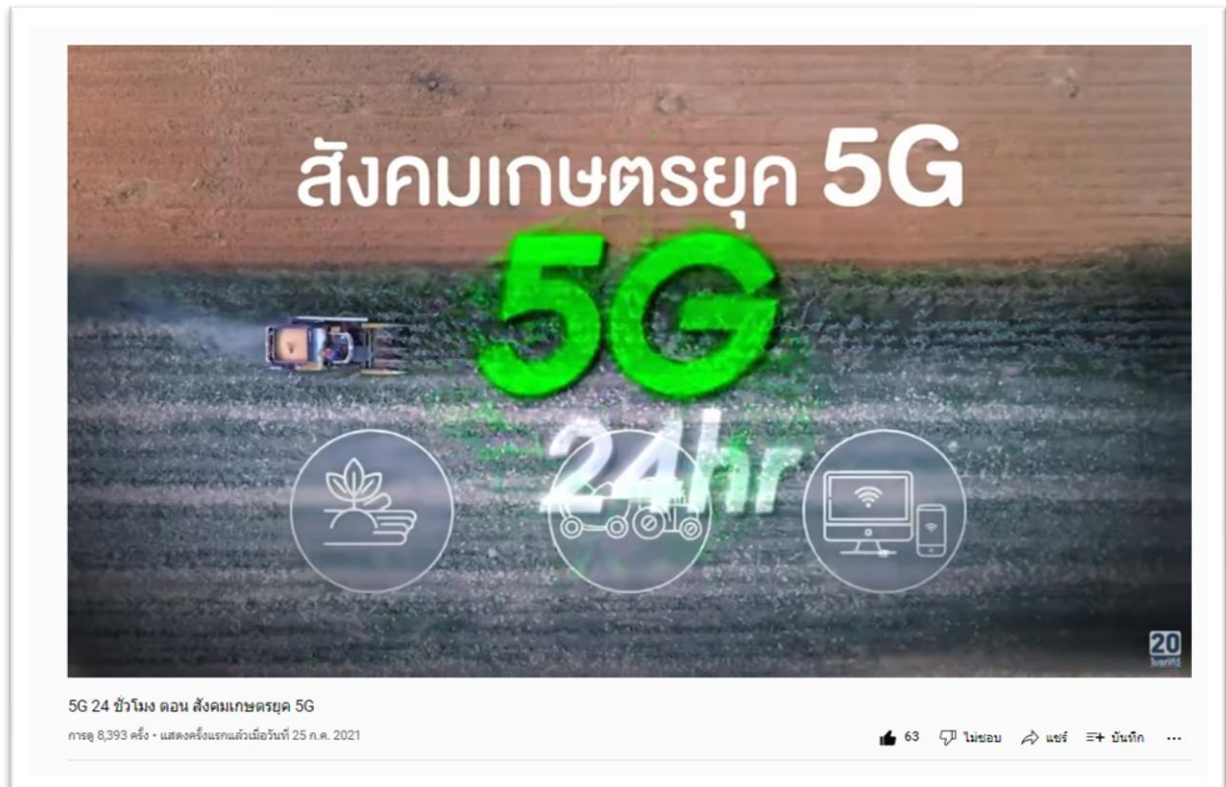 สังคมเกษตรยุค 5G
5G
24hr
20
5G 24 ชั่วโมง ตอน สังคมเกษตรยุค 5G
การดู 8,393 ครั้ง • แสดงครั้งแรกแล้วเมื่อวันที่ 25 ก.ค. 2021
63 ไม่ชอบ แชร์ บันทึก